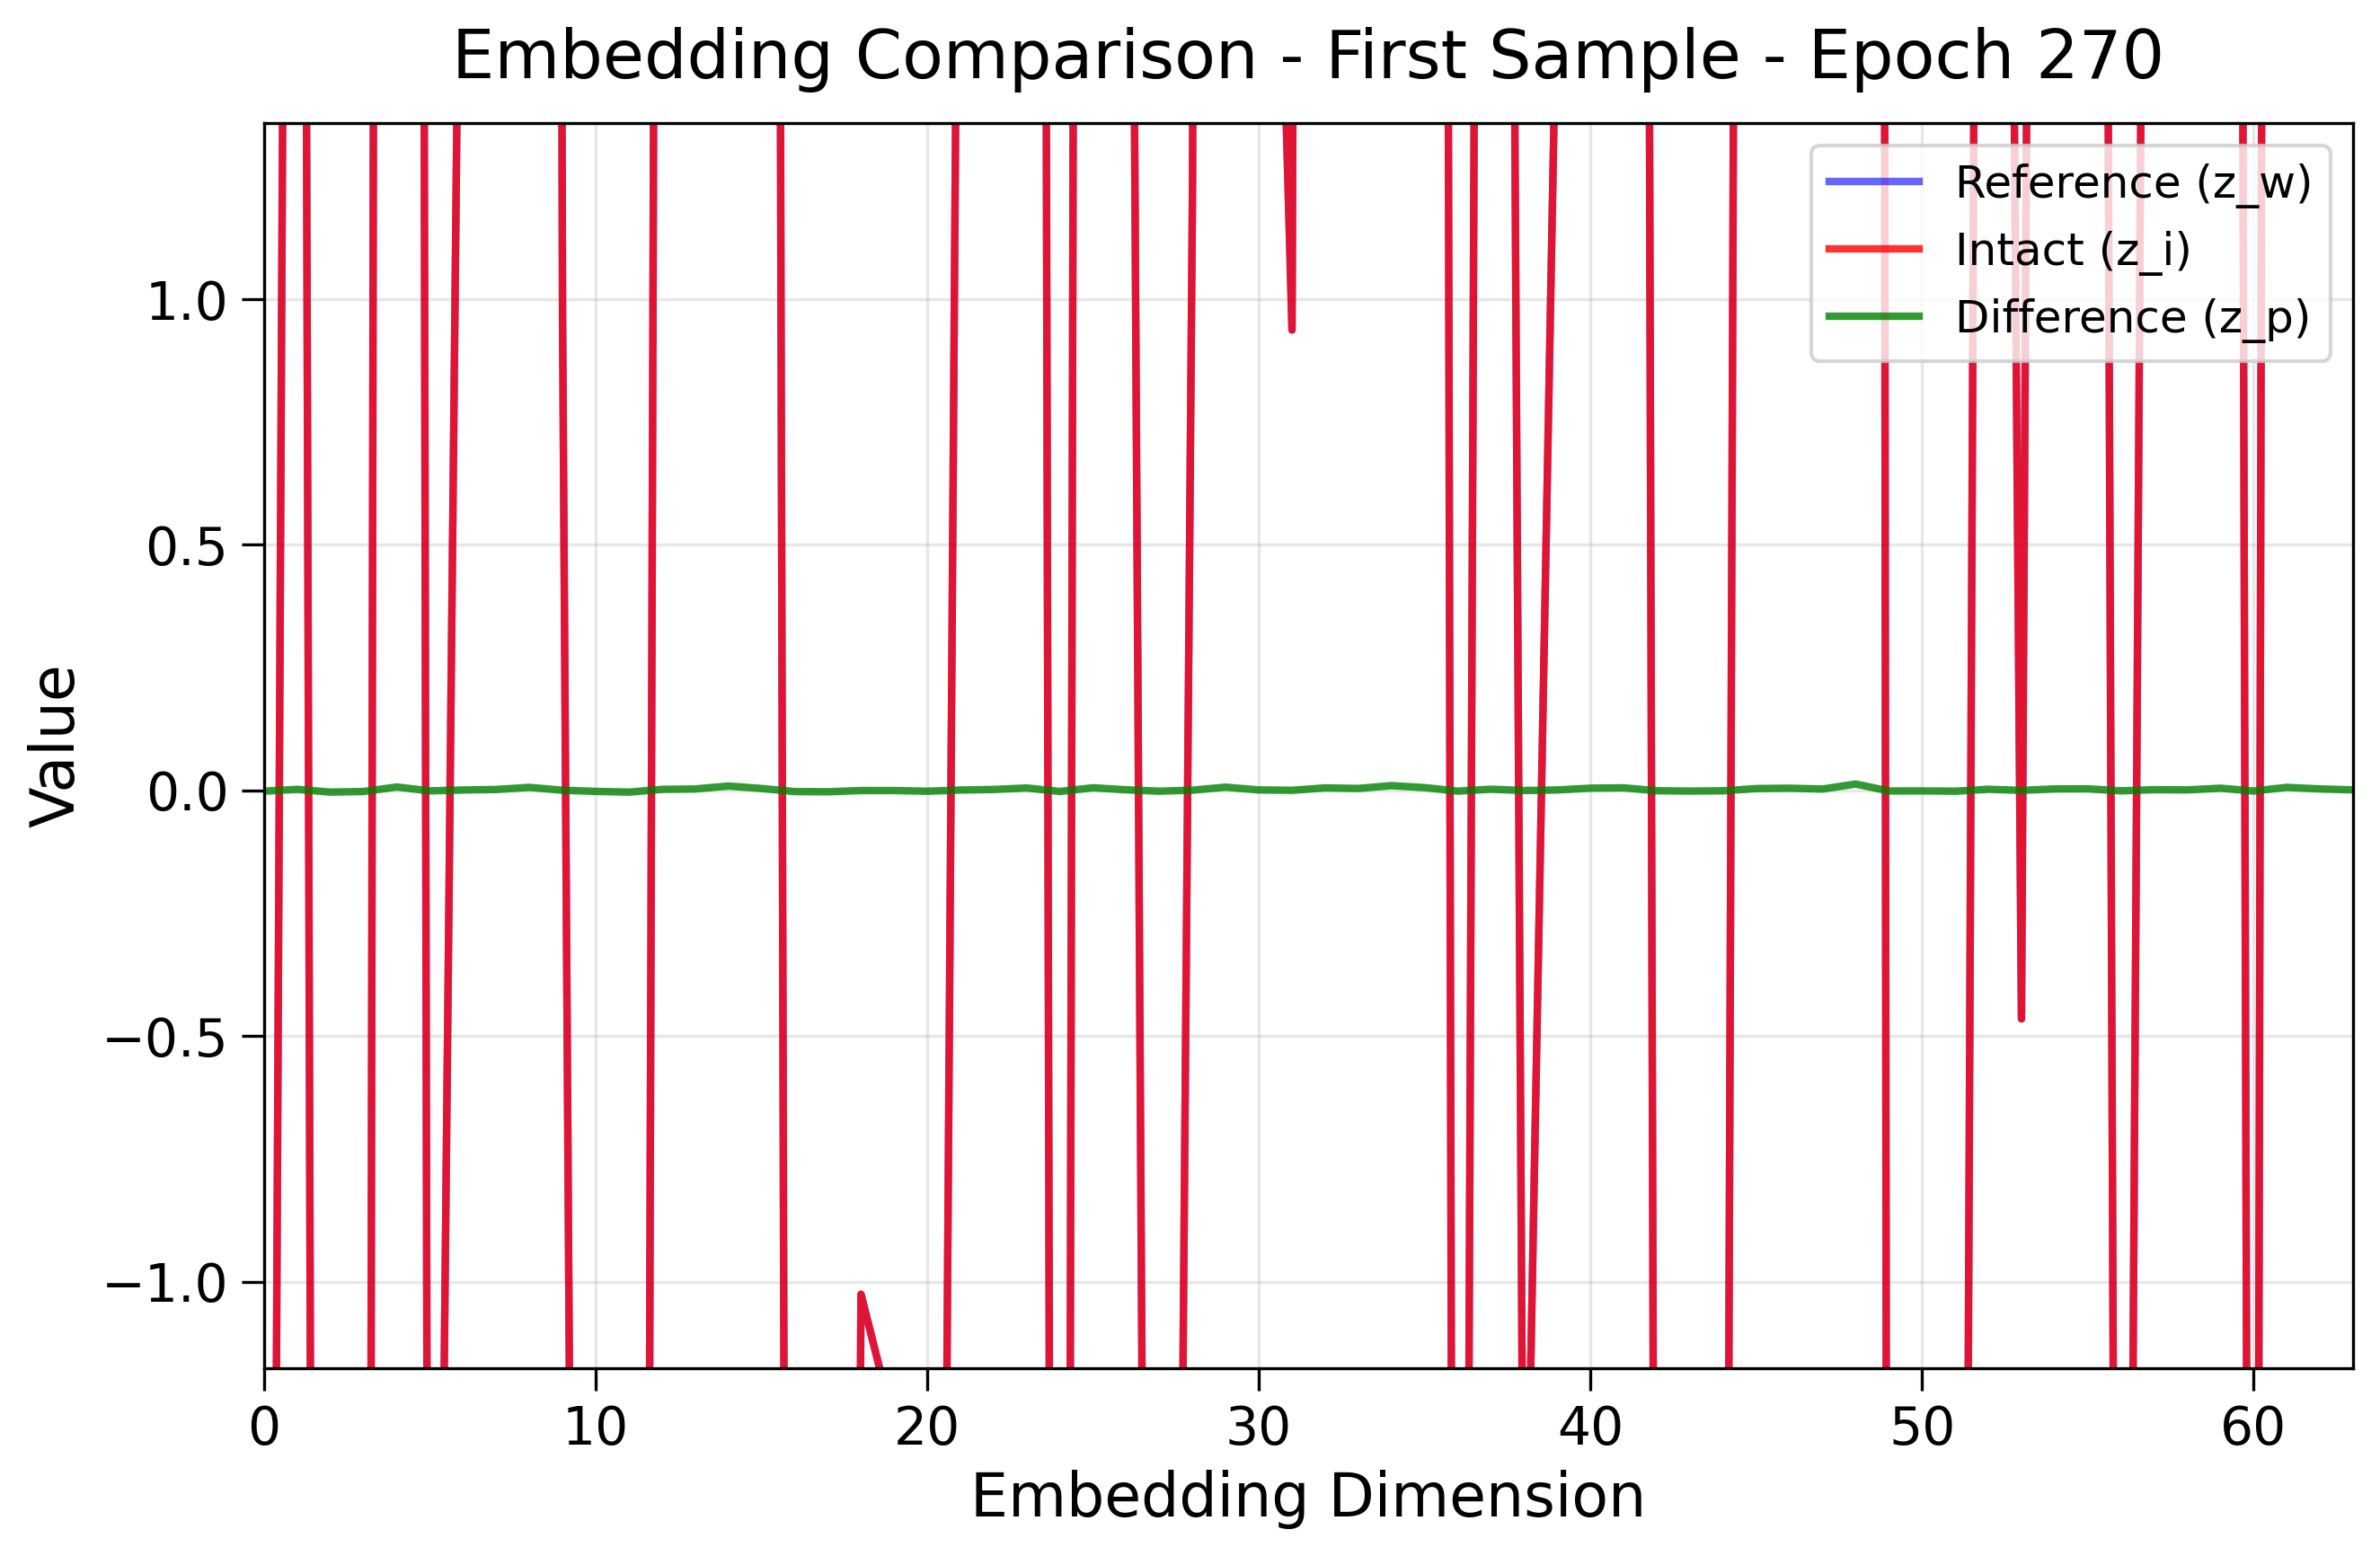 Embedding Comparison - First Sample - Epoch 270
Reference (z_w)
Intact (z_i)
Difference (z_p)
1.0
0.5
0.0
−0.5
−1.0
Value
0 10 20 30 40 50 60
Embedding Dimension